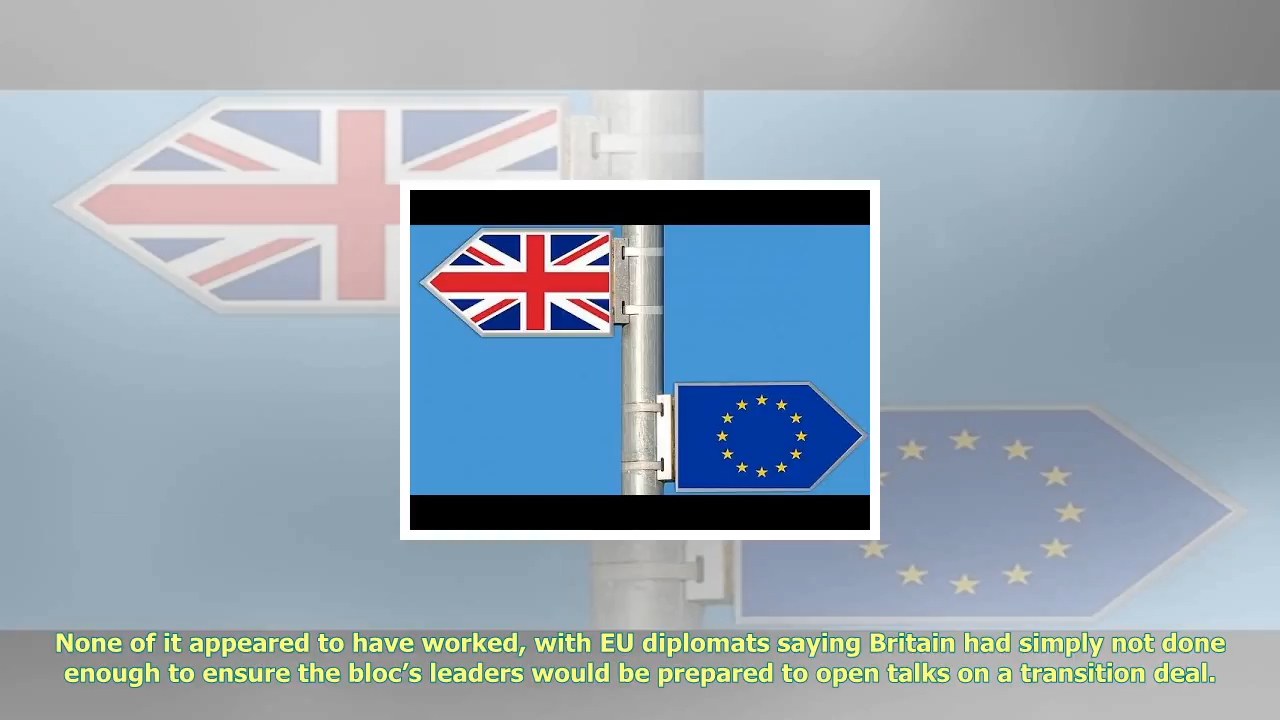 None of it appeared to have worked, with EU diplomats saying Britain had simply not done
enough to ensure the bloc’s leaders would be prepared to open talks on a transition deal.